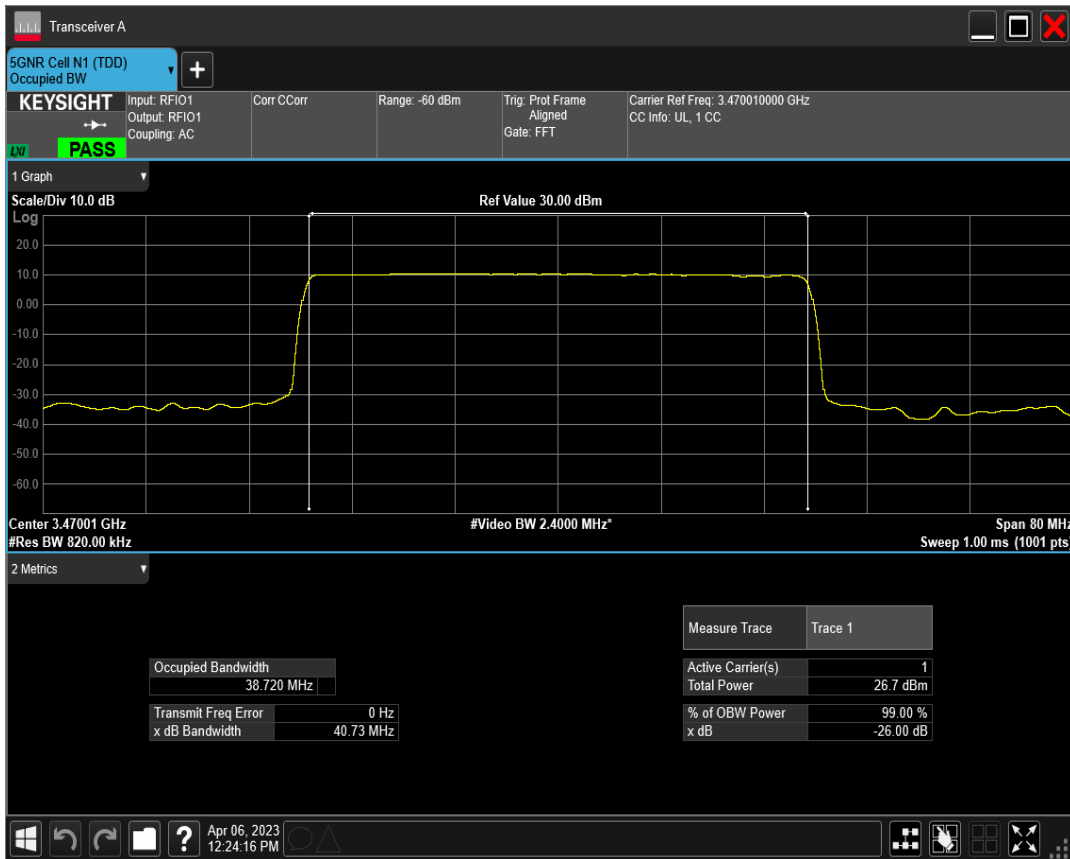 Transceiver A
5GNR Cell N1 (TDD)
Occupied BW
+
KEYSIGHT
LXI
PASS
Input: RFIO1
Output: RFIO1
Coupling: AC
Corr CCorr
Range: -60 dBm
Trig: Prot Frame
Aligned
Gate: FFT
Carrier Ref Freq: 3.470010000 GHz
CC Info: UL, 1 CC
1 Graph
Scale/Div 10.0 dB
Ref Value 30.00 dBm
Log
20.0
10.0
0.00
-10.0
-20.0
-30.0
-40.0
-50.0
-60.0
Center 3.47001 GHz
#Video BW 2.4000 MHz*
Span 80 MHz
#Res BW 820.00 kHz
Sweep 1.00 ms (1001 pts)
2 Metrics
Measure Trace Trace 1
Occupied Bandwidth
38.720 MHz
Transmit Freq Error 0 Hz
x dB Bandwidth 40.73 MHz
Active Carrier(s) 1
Total Power 26.7 dBm
% of OBW Power 99.00 %
x dB -26.00 dB
?
Apr 06, 2023
12:24:16 PM